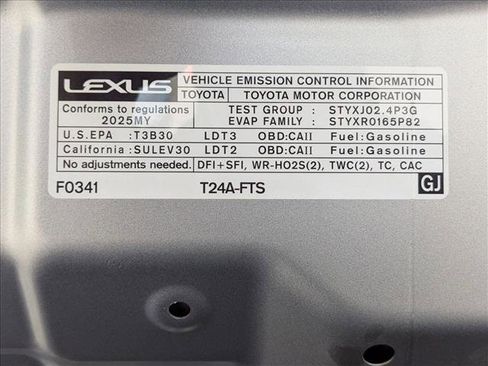 LEXUS VEHICLE EMISSION CONTROL INFORMATION
TOYOTA TOYOTA MOTOR CORPORATION
Conforms to regulations TEST GROUP : STYXJ02.4P3G
2025MY EVAP FAMILY : STYXR0165P82
U.S.EPA :T3B30 LDT3 OBD:CAII Fuel:Gasoline
California :SULEV30 LDT2 OBD:CAII Fuel:Gasoline
No adjustments needed. DFI+SFI, WR-HO2S(2), TWC(2), TC, CAC
F0341 T24A-FTS GJ